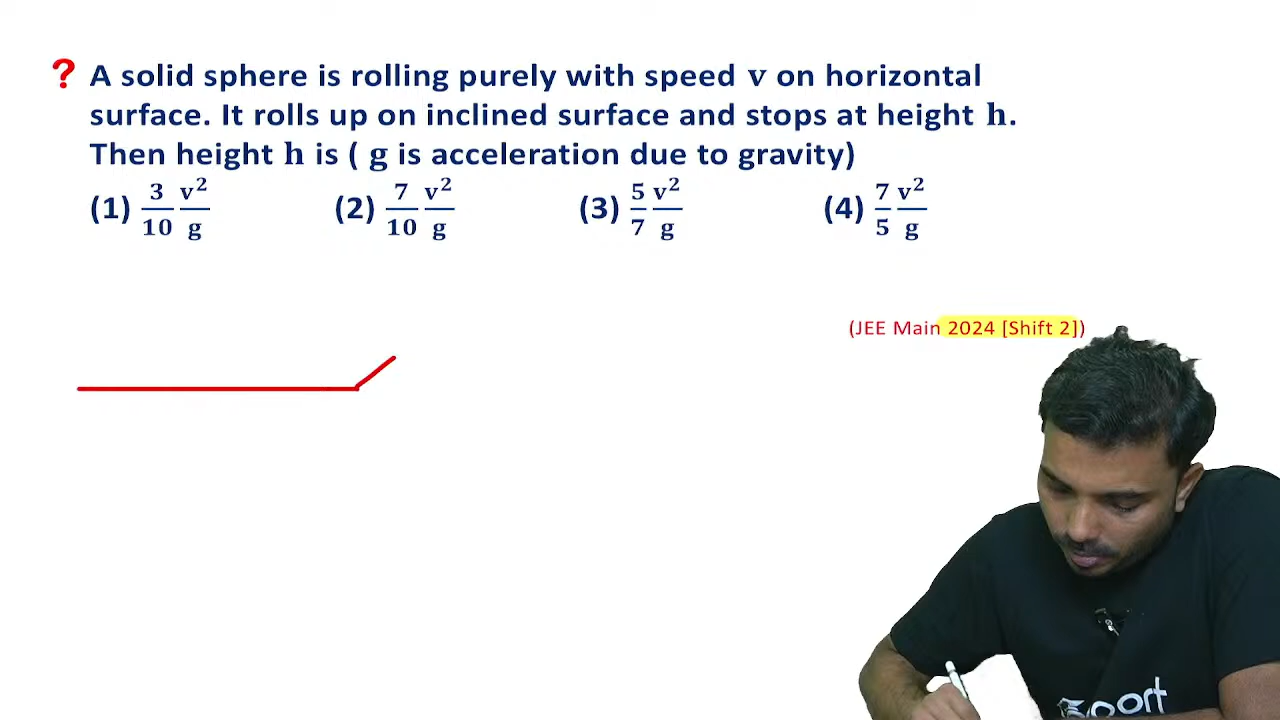 ? A solid sphere is rolling purely with speed v on horizontal
surface. It rolls up on inclined surface and stops at height h.
Then height h is ( g is acceleration due to gravity)
(1) 3/10 v²/g (2) 7/10 v²/g (3) 5/7 v²/g (4) 7/5 v²/g
(JEE Main 2024 [Shift 2])